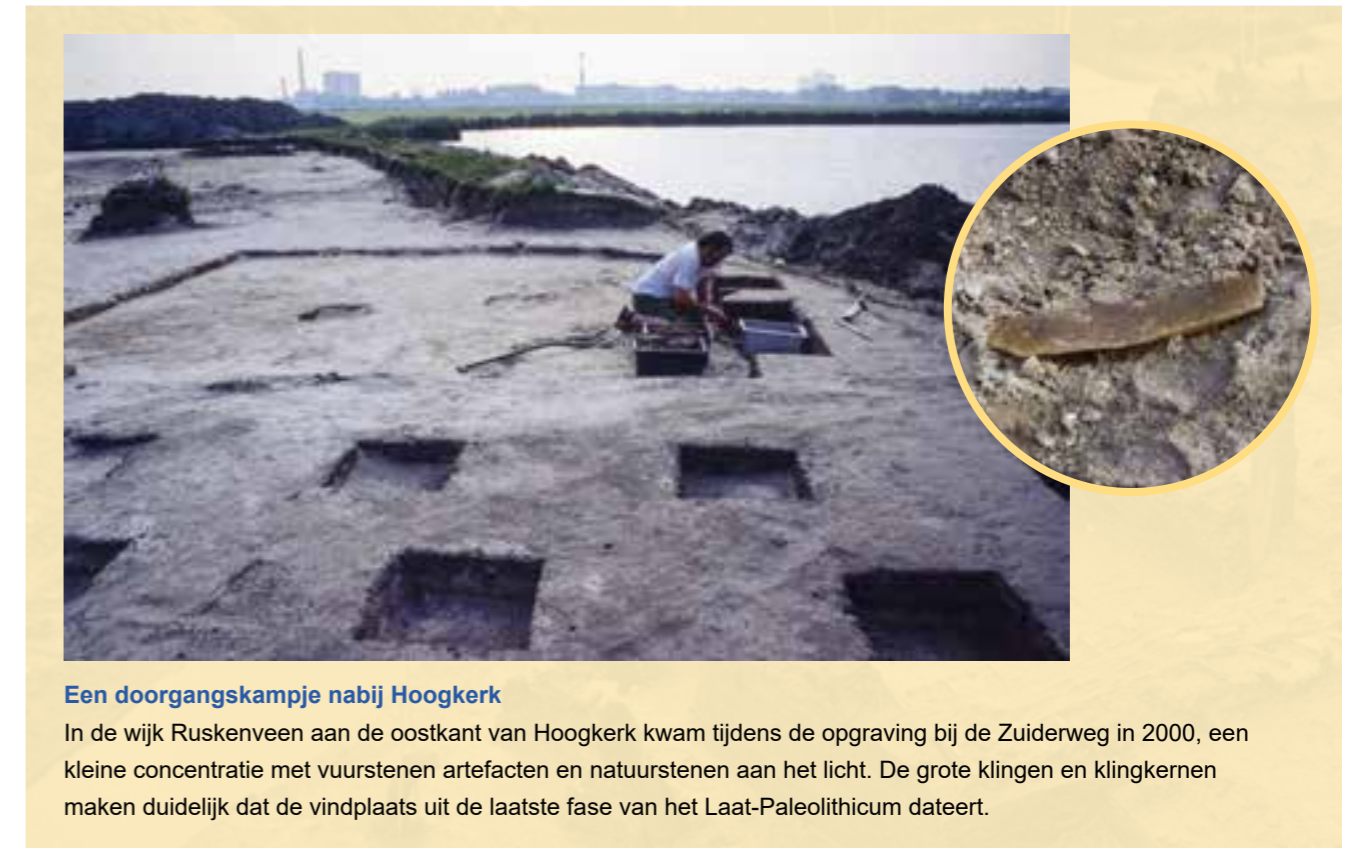 Een doorgangskampje nabij Hoogkerk
In de wijk Ruskenveen aan de oostkant van Hoogkerk kwam tijdens de opgraving bij de Zuiderweg in 2000, een
kleine concentratie met vuurstenen artefacten en natuurstenen aan het licht. De grote klingen en klingkernen
maken duidelijk dat de vindplaats uit de laatste fase van het Laat-Paleolithicum dateert.